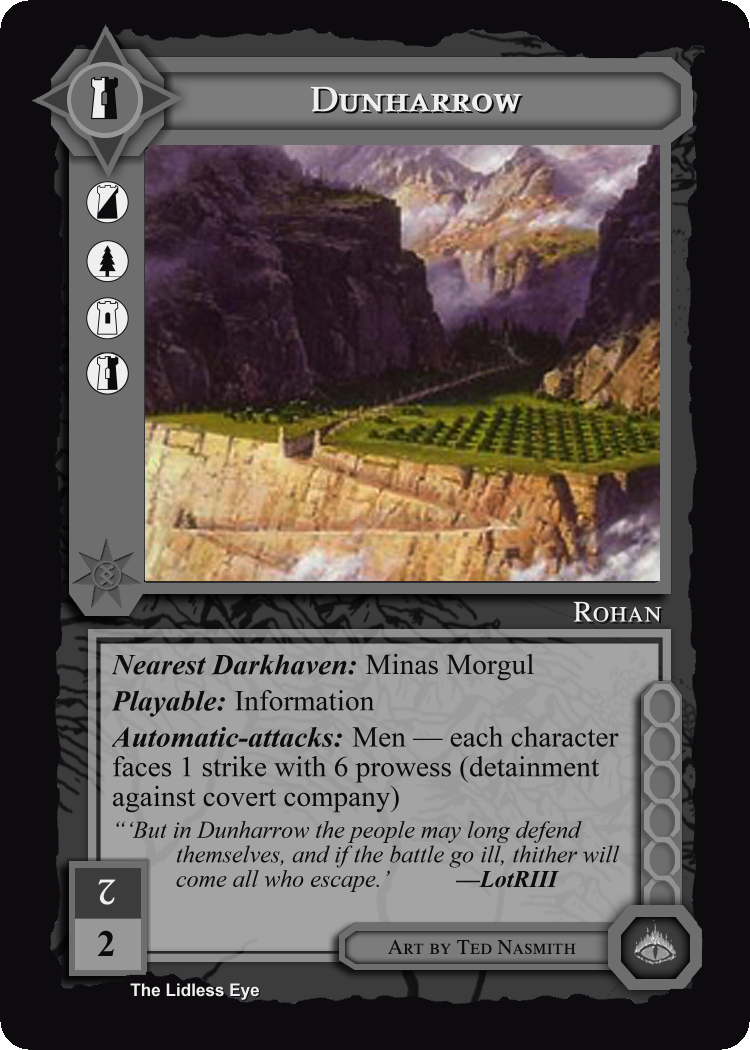 Dunharrow
Rohan
Nearest Darkhaven: Minas Morgul
Playable: Information
Automatic-attacks: Men — each character
faces 1 strike with 6 prowess (detainment
against covert company)
“‘But in Dunharrow the people may long defend
themselves, and if the battle go ill, thither will
come all who escape.’ —LotRIII
2
2
Art by Ted Nasmith
The Lidless Eye